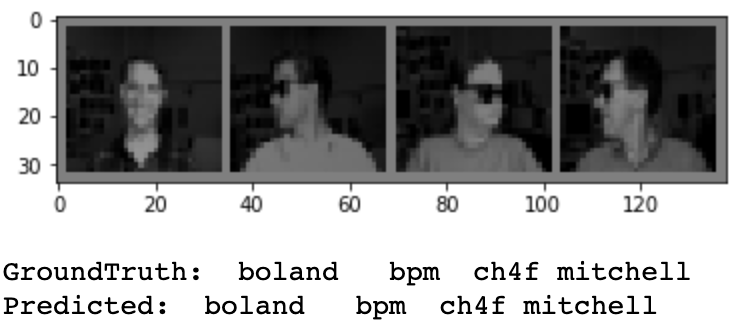 0
10
20
30
0 20 40 60 80 100 120
GroundTruth:  boland   bpm  ch4f mitchell
Predicted:  boland   bpm  ch4f mitchell